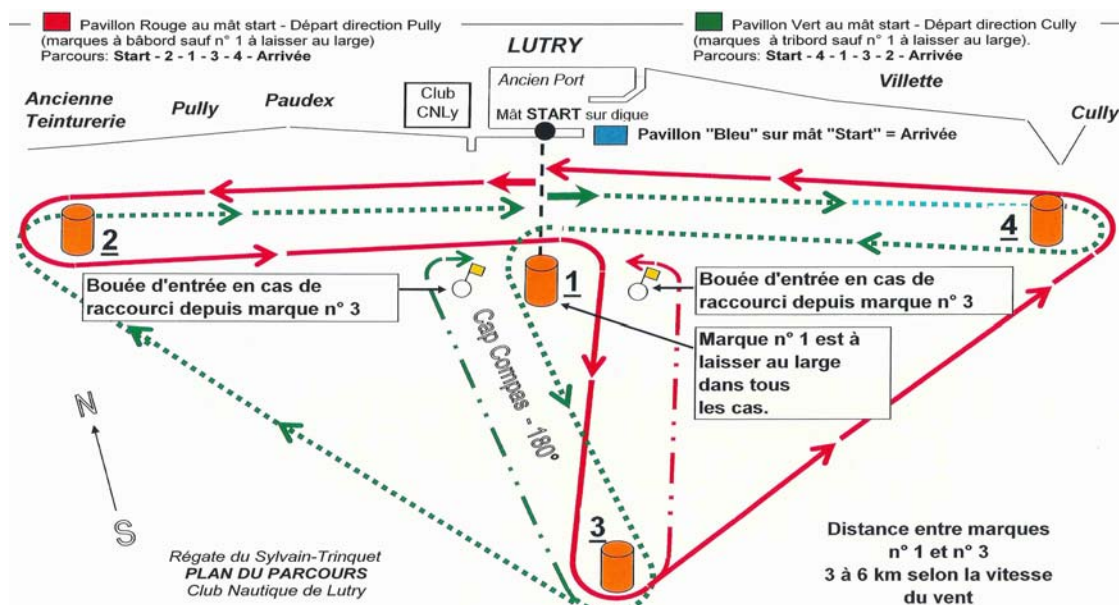 Pavillon Rouge au mât start - Départ direction Pully
(marques à bâbord sauf n° 1 à laisser au large)
Parcours: Start - 2 - 1 - 3 - 4 - Arrivée
Pavillon Vert au mât start - Départ direction Cully
(marques à tribord sauf n° 1 à laisser au large).
Parcours: Start - 4 - 1 - 3 - 2 - Arrivée
LUTRY
Ancien Port
Villette
Ancienne
Teinturerie
Pully
Paudex
Club
CNLy
Mât START sur digue
Cully
Pavillon "Bleu" sur mât "Start" = Arrivée
2
4
1
Bouée d'entrée en cas de
raccourci depuis marque n° 3
Bouée d'entrée en cas de
raccourci depuis marque n° 3
Cap Compas - 180°
Marque n° 1 est à
laisser au large
dans tous
les cas.
N
S
3
Régate du Sylvain-Trinquet
PLAN DU PARCOURS
Club Nautique de Lutry
Distance entre marques
n° 1 et n° 3
3 à 6 km selon la vitesse
du vent